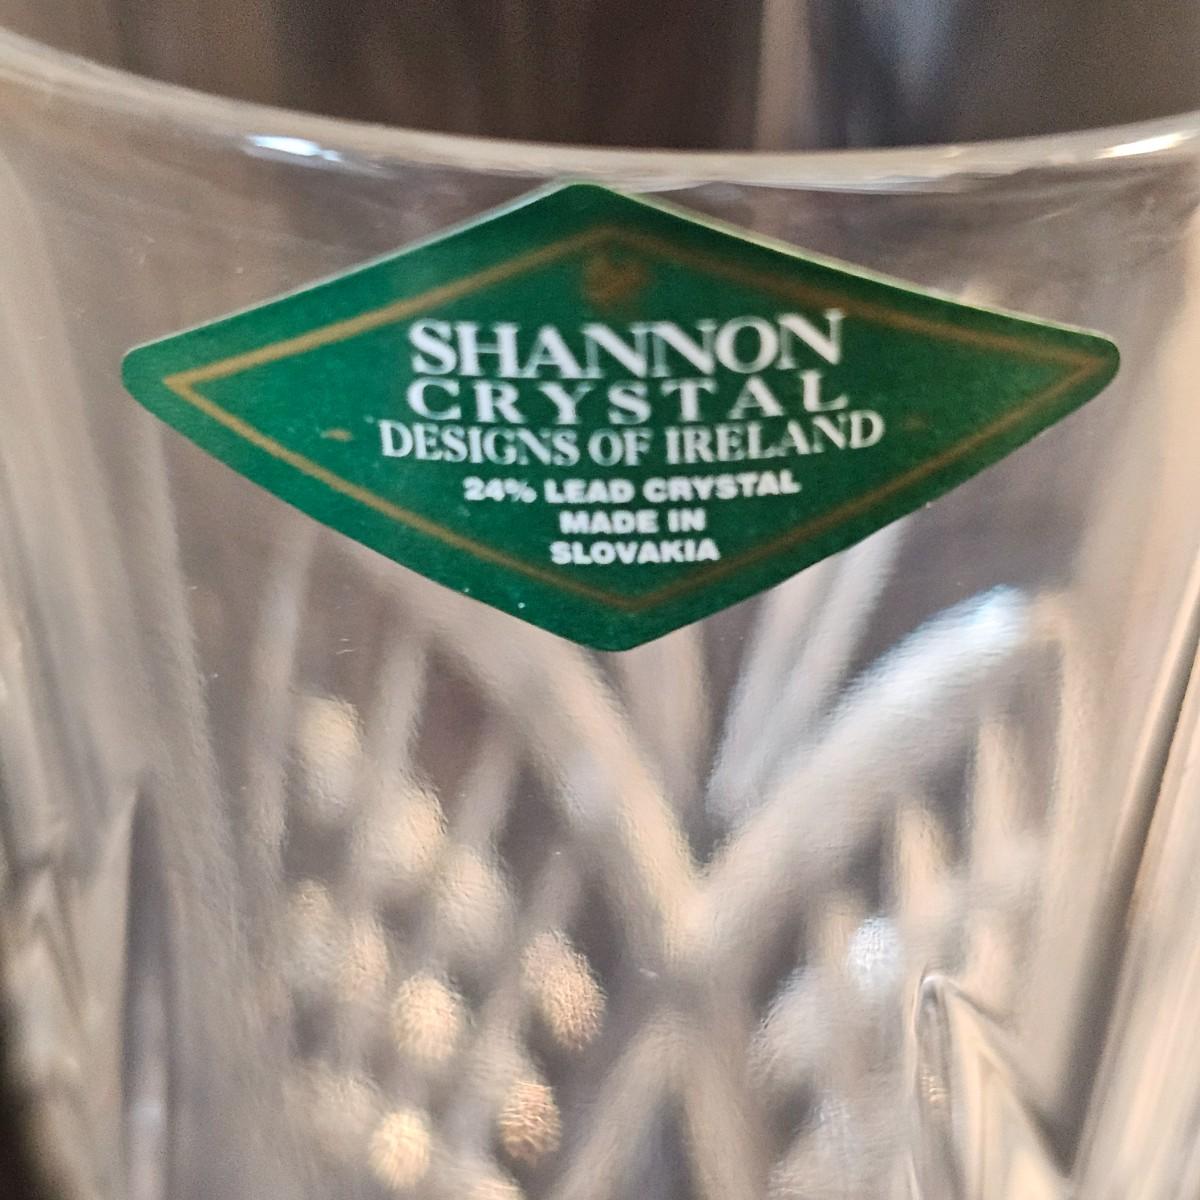 SHANNON
CRYSTAL
DESIGNS OF IRELAND
24% LEAD CRYSTAL
MADE IN
SLOVAKIA